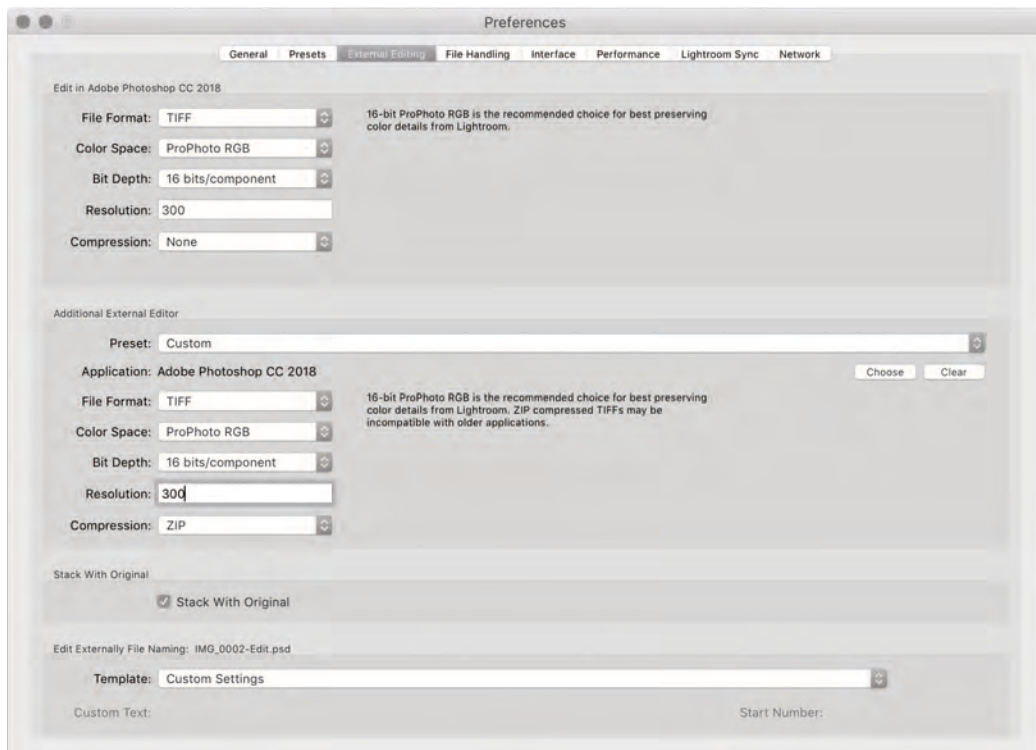 Preferences
General Presets External Editing File Handling Interface Performance Lightroom Sync Network
Edit in Adobe Photoshop CC 2018
File Format: TIFF
16-bit ProPhoto RGB is the recommended choice for best preserving
color details from Lightroom.
Color Space: ProPhoto RGB
Bit Depth: 16 bits/component
Resolution: 300
Compression: None
Additional External Editor
Preset: Custom
Application: Adobe Photoshop CC 2018 Choose Clear
File Format: TIFF
16-bit ProPhoto RGB is the recommended choice for best preserving
color details from Lightroom. ZIP compressed TIFFs may be
incompatible with older applications.
Color Space: ProPhoto RGB
Bit Depth: 16 bits/component
Resolution: 300
Compression: ZIP
Stack With Original
Stack With Original
Edit Externally File Naming: IMG_0002-Edit.psd
Template: Custom Settings
Custom Text: Start Number: